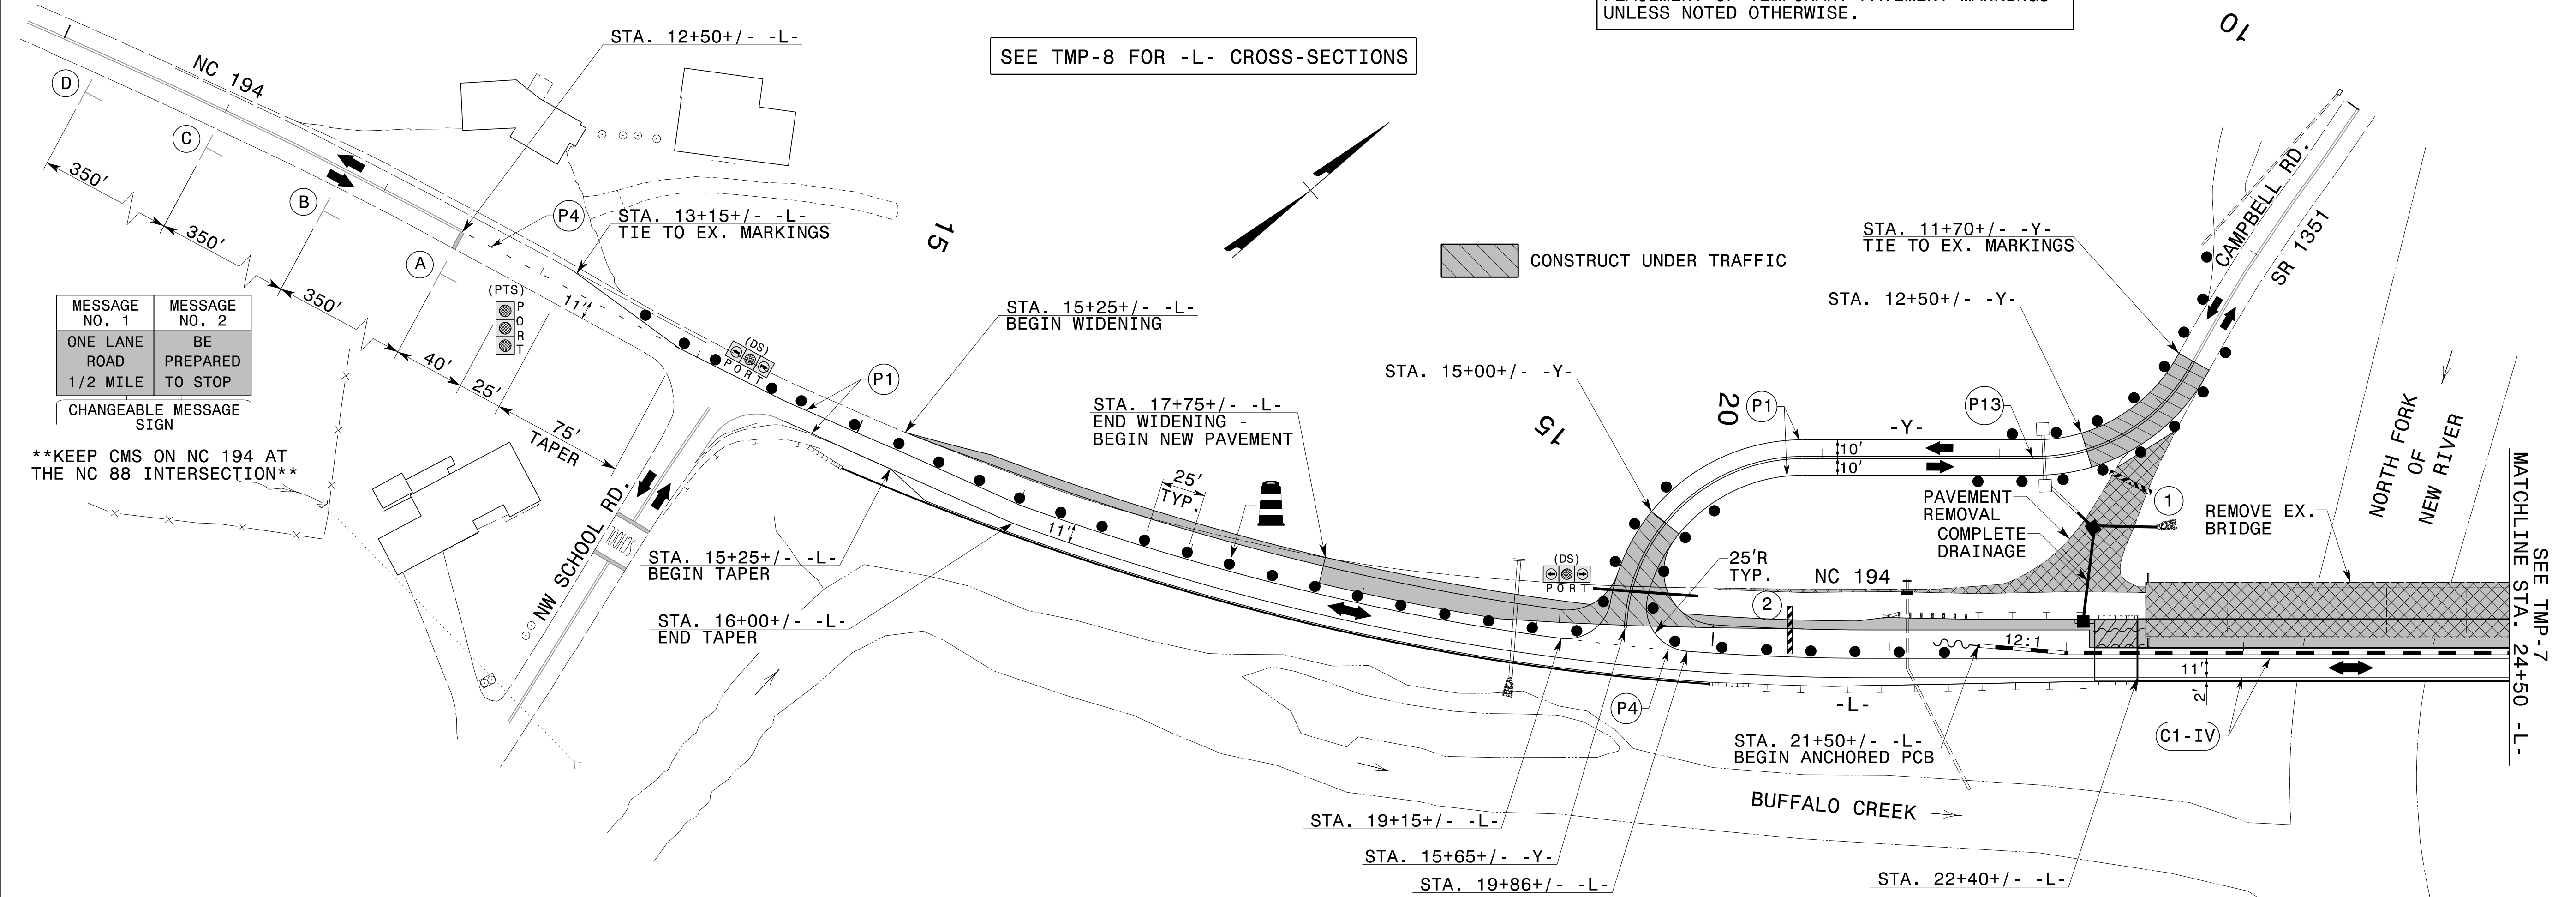 UNLESS NOTED OTHERWISE.
10
SEE TMP-8 FOR -L- CROSS-SECTIONS
STA. 12+50+/- -L-
NC 194
D
C
B
A
350'
350'
350'
40'
25'
75'
TAPER
P4
STA. 13+15+/- -L-
TIE TO EX. MARKINGS
11'
(PTS)
PORT
MESSAGE NO. 1
MESSAGE NO. 2
ONE LANE
ROAD
1/2 MILE
BE
PREPARED
TO STOP
CHANGEABLE MESSAGE
SIGN
**KEEP CMS ON NC 194 AT
THE NC 88 INTERSECTION**
(DS)
PORT
P1
15
STA. 15+25+/- -L-
BEGIN WIDENING
STA. 17+75+/- -L-
END WIDENING -
BEGIN NEW PAVEMENT
25'
TYP.
11'
NW SCHOOL RD.
SCHOOL
STA. 15+25+/- -L-
BEGIN TAPER
STA. 16+00+/- -L-
END TAPER
CONSTRUCT UNDER TRAFFIC
STA. 11+70+/- -Y-
TIE TO EX. MARKINGS
STA. 12+50+/- -Y-
STA. 15+00+/- -Y-
15
20
P1
P13
-Y-
10'
10'
CAMPBELL RD.
SR 1351
NORTH FORK
OF
NEW RIVER
PAVEMENT
REMOVAL
COMPLETE
DRAINAGE
1
REMOVE EX.
BRIDGE
(DS)
PORT
25'R
TYP.
NC 194
2
12:1
11'
2'
P4
-L-
C1-IV
STA. 21+50+/- -L-
BEGIN ANCHORED PCB
BUFFALO CREEK
STA. 19+15+/- -L-
STA. 15+65+/- -Y-
STA. 19+86+/- -L-
STA. 22+40+/- -L-
SEE TMP-7
MATCHLINE STA. 24+50 -L-